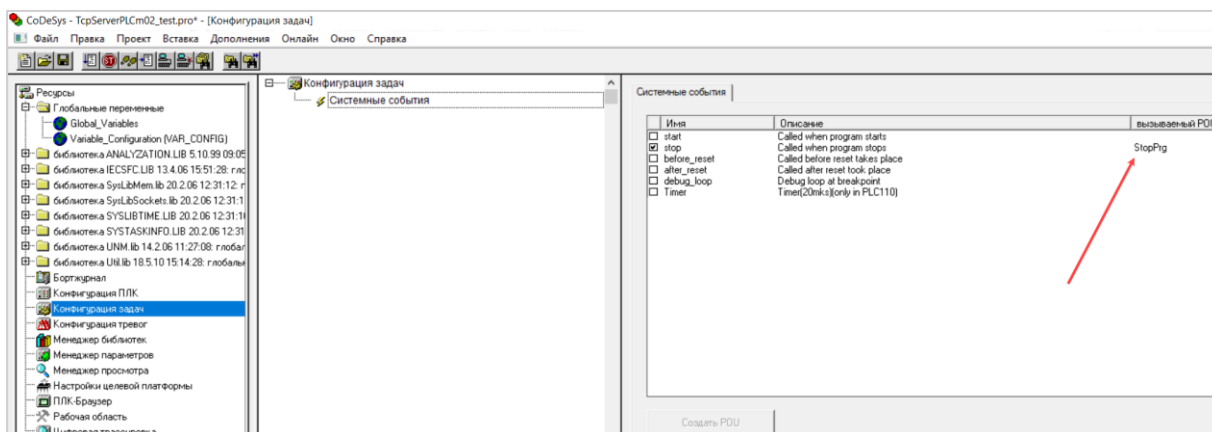 CoDeSys - TcpServerPLCm02_test.pro* - [Конфигурация задач]
Файл Правка Проект Вставка Дополнения Онлайн Окно Справка
Ресурсы
Глобальные переменные
Global_Variables
Variable_Configuration (VAR_CONFIG)
библиотека ANALYZATION.LIB 5.10.99 09:05
библиотека IECSFC.LIB 13.4.06 15:51:28: глс
библиотека SysLibMem.lib 20.2.06 12:31:12: г
библиотека SysLibSockets.lib 20.2.06 12:31:1
библиотека SYSLIBTIME.LIB 20.2.06 12:31:1
библиотека SYSTASKINFO.LIB 20.2.06 12:31
библиотека UNM.lib 14.2.06 11:27:08: глобал
библиотека Util.lib 18.5.10 15:14:28: глобаль
Бортжурнал
Конфигурация ПЛК
Конфигурация задач
Конфигурация тревог
Менеджер библиотек
Менеджер параметров
Менеджер просмотра
Настройки целевой платформы
ПЛК-Браузер
Рабочая область
Цифровая трассировка
Конфигурация задач
Системные события
Системные события
Имя Описание вызываемый POU
start Called when program starts
stop Called when program stops StopPrg
before_reset Called before reset takes place
after_reset Called after reset took place
debug_loop Debug loop at breakpoint
Timer Timer(20mks)(only in PLC110)
Создать POU